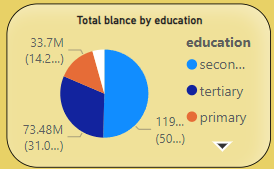 Total blance by education
33.7M
(14.2...)
73.48M
(31.0...)
119...
(50...)
education
secon...
tertiary
primary